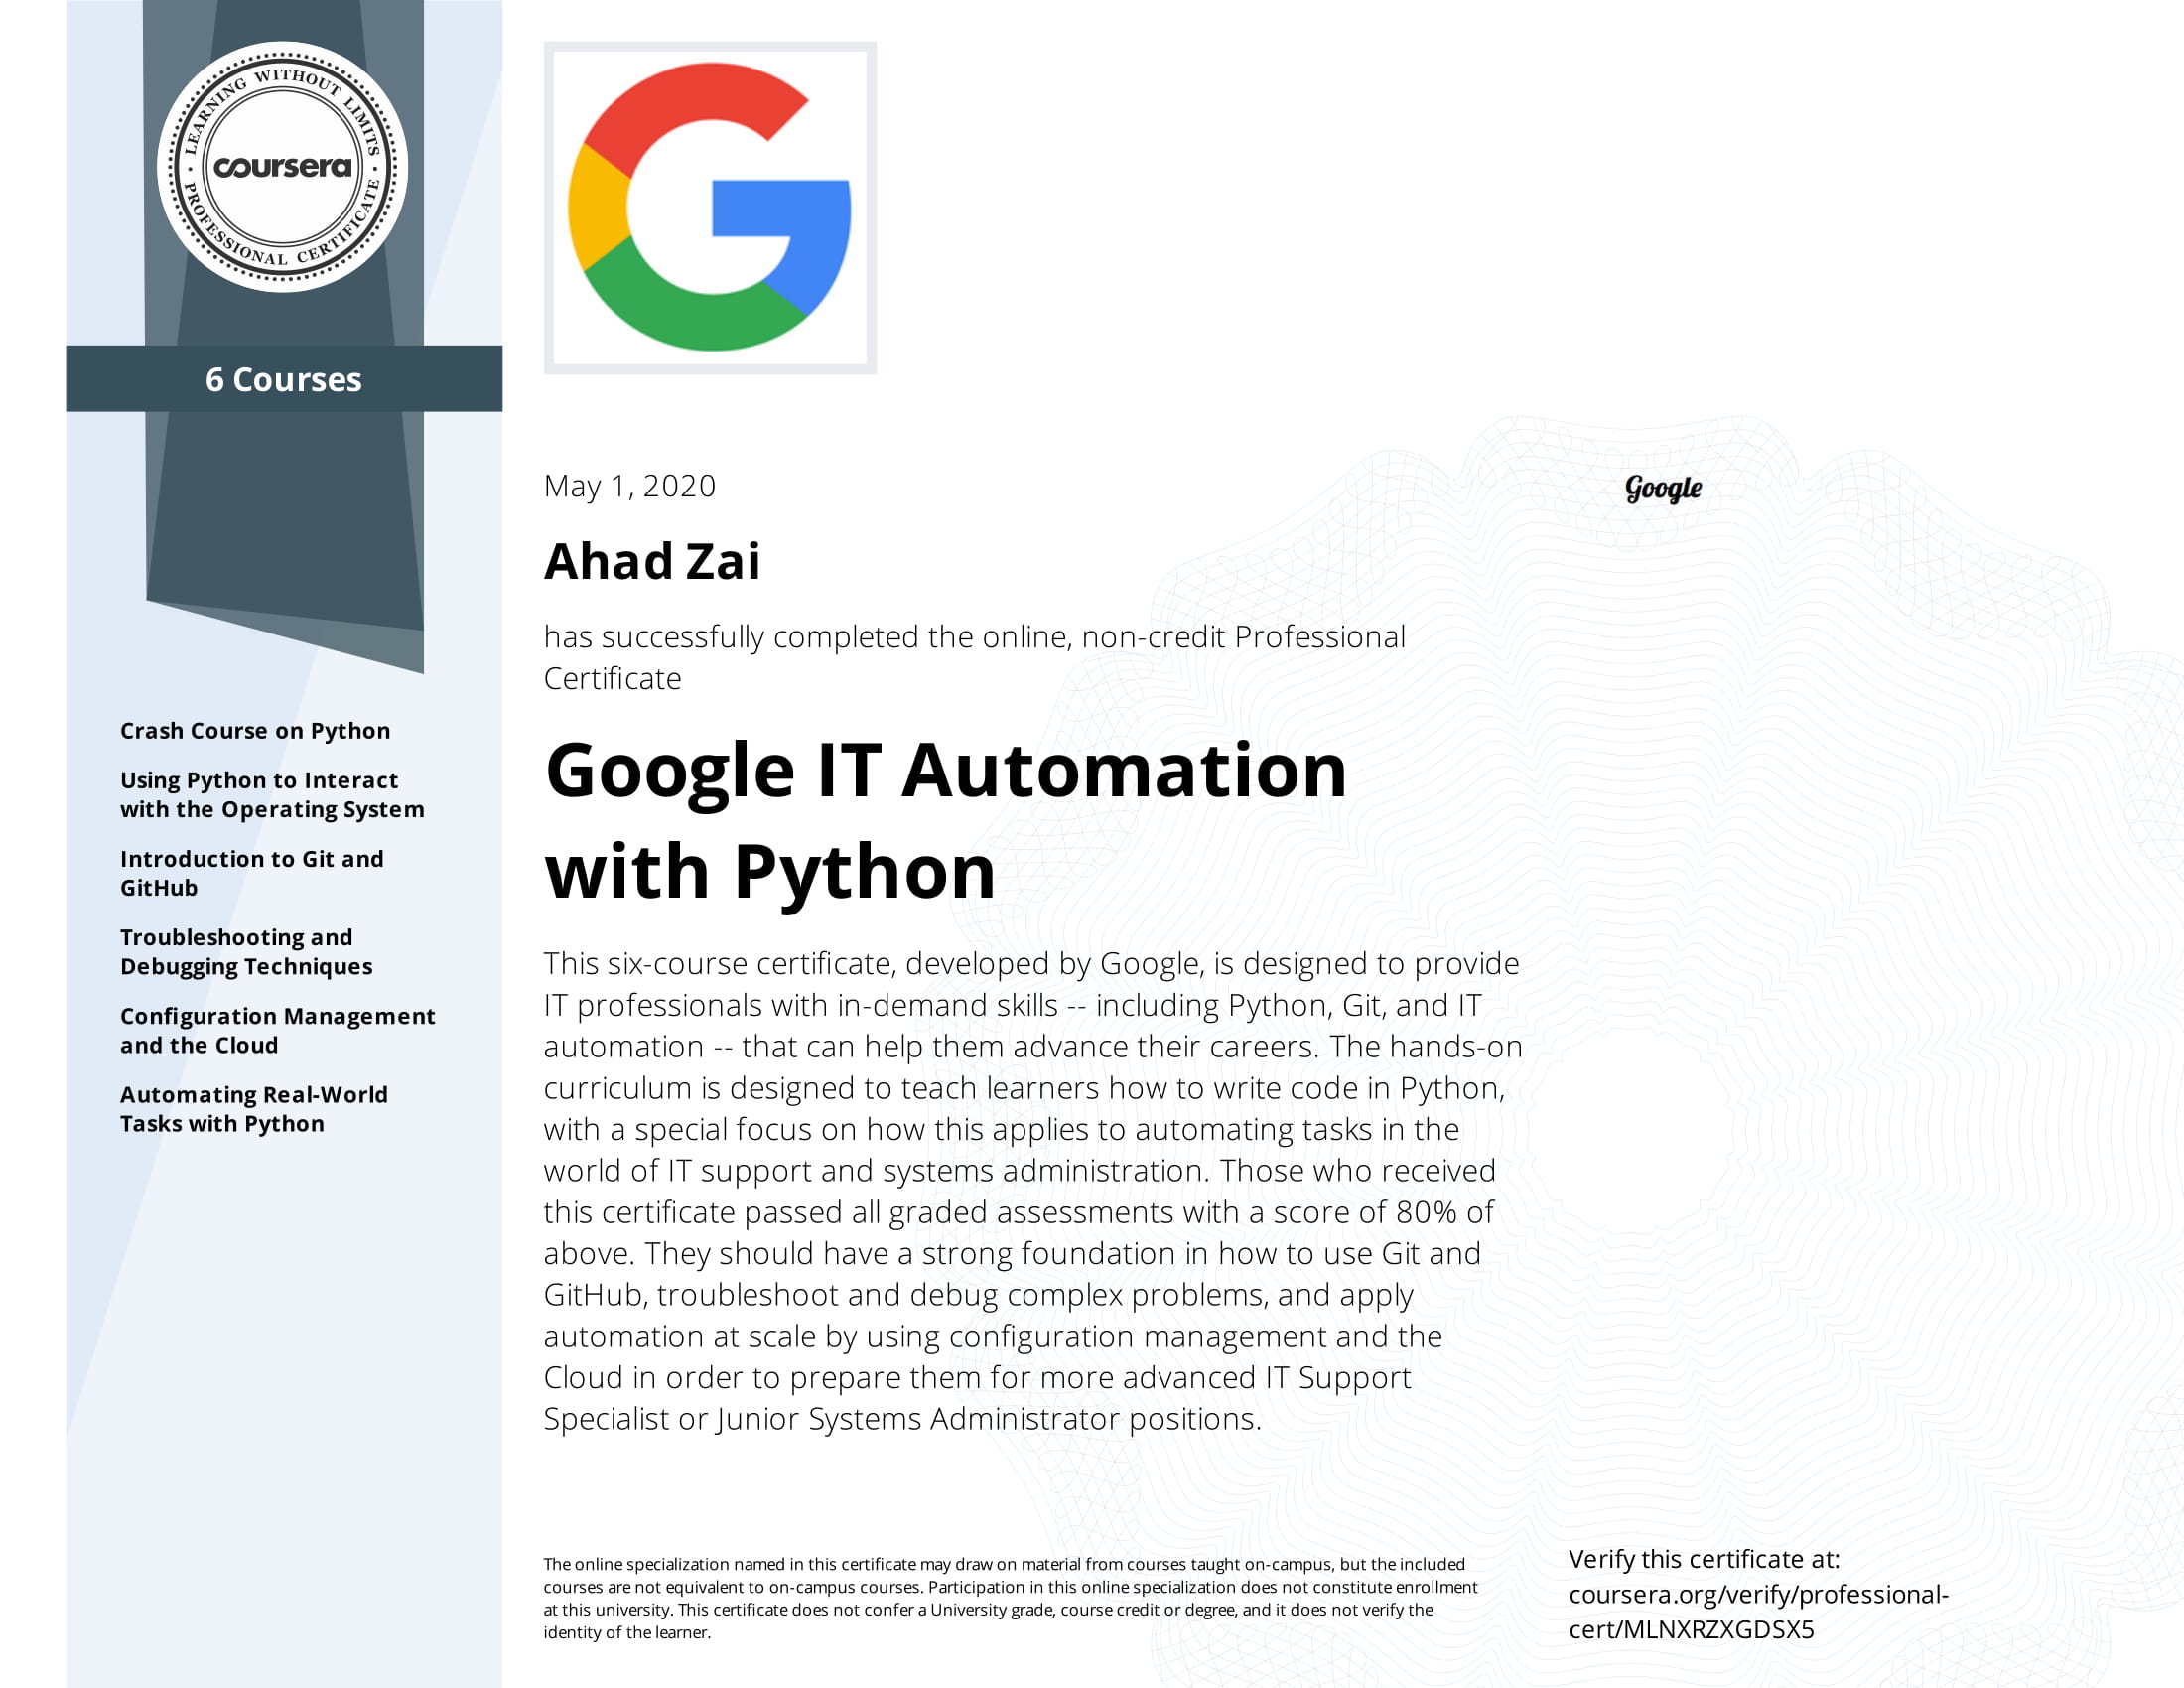 LEARNING WITHOUT LIMITS
coursera
PROFESSIONAL CERTIFICATE
6 Courses
Crash Course on Python
Using Python to Interact
with the Operating System
Introduction to Git and
GitHub
Troubleshooting and
Debugging Techniques
Configuration Management
and the Cloud
Automating Real-World
Tasks with Python
May 1, 2020
Google
Ahad Zai
has successfully completed the online, non-credit Professional
Certificate
Google IT Automation
with Python
This six-course certificate, developed by Google, is designed to provide
IT professionals with in-demand skills -- including Python, Git, and IT
automation -- that can help them advance their careers. The hands-on
curriculum is designed to teach learners how to write code in Python,
with a special focus on how this applies to automating tasks in the
world of IT support and systems administration. Those who received
this certificate passed all graded assessments with a score of 80% of
above. They should have a strong foundation in how to use Git and
GitHub, troubleshoot and debug complex problems, and apply
automation at scale by using configuration management and the
Cloud in order to prepare them for more advanced IT Support
Specialist or Junior Systems Administrator positions.
The online specialization named in this certificate may draw on material from courses taught on-campus, but the included
courses are not equivalent to on-campus courses. Participation in this online specialization does not constitute enrollment
at this university. This certificate does not confer a University grade, course credit or degree, and it does not verify the
identity of the learner.
Verify this certificate at:
coursera.org/verify/professional-
cert/MLNXRZXGDSX5